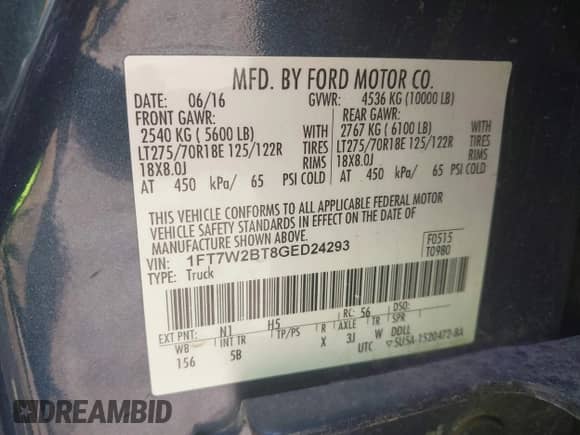 MFD. BY FORD MOTOR CO.
DATE: 06/16 GVWR: 4536 KG (10000 LB)
FRONT GAWR: REAR GAWR:
2540 KG ( 5600 LB) WITH 2767 KG ( 6100 LB) WITH
LT275/70R18E 125/122R TIRES LT275/70R18E 125/122R TIRES
18X8.0J RIMS 18X8.0J RIMS
AT 450 kPa/ 65 PSI COLD AT 450 kPa/ 65 PSI COLD
THIS VEHICLE CONFORMS TO ALL APPLICABLE FEDERAL MOTOR
VEHICLE SAFETY STANDARDS IN EFFECT ON THE DATE OF
MANUFACTURE SHOWN ABOVE.
VIN: 1FT7W2BT8GED24293 F0515
TYPE: Truck T0980
EXT PNT: N1 H5 RC: 56 DSO:
WB INT TR TP/PS R AXLE TR SPR
156 5B X 3J W DDLL
UTC ▽ SU5A-1520472-BA
DREAMBID